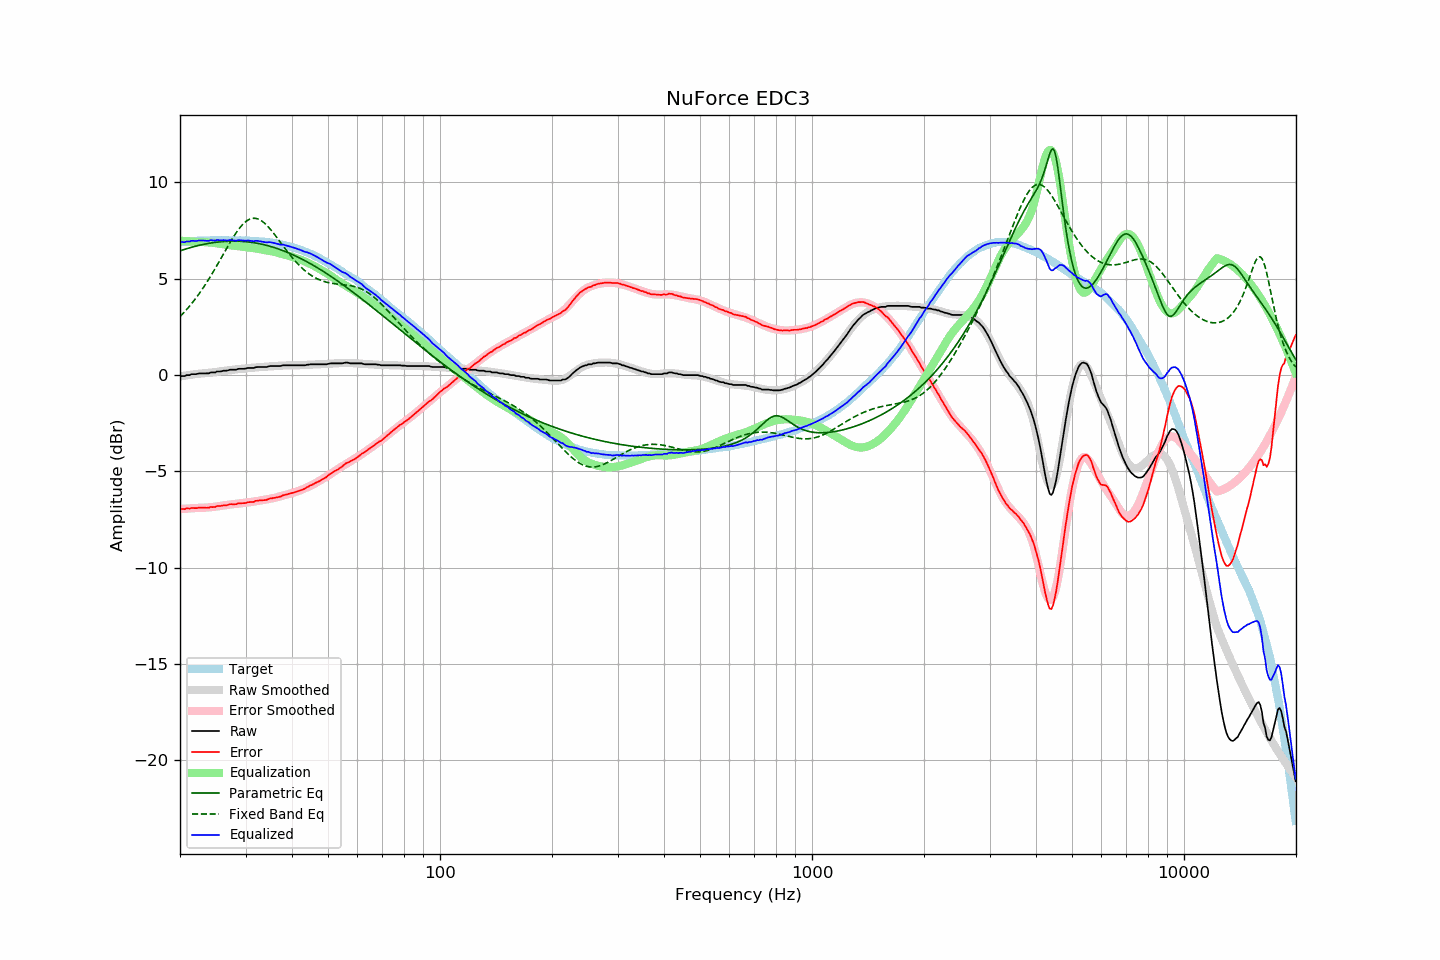 NuForce EDC3
Amplitude (dBr)
10
5
0
−5
−10
−15
−20
Target
Raw Smoothed
Error Smoothed
Raw
Error
Equalization
Parametric Eq
Fixed Band Eq
Equalized
100
1000
10000
Frequency (Hz)